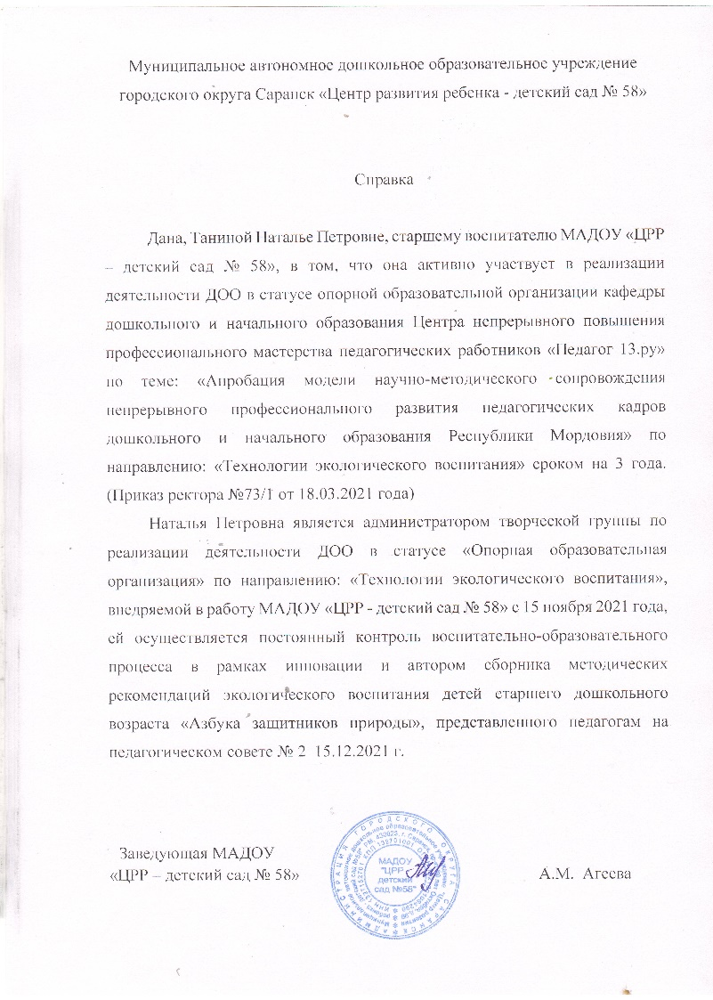 Муниципальное автономное дошкольное образовательное учреждение
городского округа Саранск «Центр развития ребенка - детский сад № 58»
Справка
Дана, Таниной Наталье Петровне, старшему воспитателю МАДОУ «ЦРР
– детский сад № 58», в том, что она активно участвует в реализации
деятельности ДОО в статусе опорной образовательной организации кафедры
дошкольного и начального образования Центра непрерывного повышения
профессионального мастерства педагогических работников «Педагог 13.ру»
по теме: «Апробация модели научно-методического сопровождения
непрерывного профессионального развития педагогических кадров
дошкольного и начального образования Республики Мордовия» по
направлению: «Технологии экологического воспитания» сроком на 3 года.
(Приказ ректора №73/1 от 18.03.2021 года)
Наталья Петровна является администратором творческой группы по
реализации деятельности ДОО в статусе «Опорная образовательная
организация» по направлению: «Технологии экологического воспитания»,
внедряемой в работу МАДОУ «ЦРР - детский сад № 58» с 15 ноября 2021 года,
ей осуществляется постоянный контроль воспитательно-образовательного
процесса в рамках инновации и автором сборника методических
рекомендаций экологического воспитания детей старшего дошкольного
возраста «Азбука защитников природы», представленного педагогам на
педагогическом совете № 2 15.12.2021 г.
Заведующая МАДОУ
«ЦРР – детский сад № 58»
А.М. Агеева
АДМИНИСТРАЦИЯ ГОРОДСКОГО ОКРУГА САРАНСК
МАДОУ
"ЦРР
детский
сад №58"